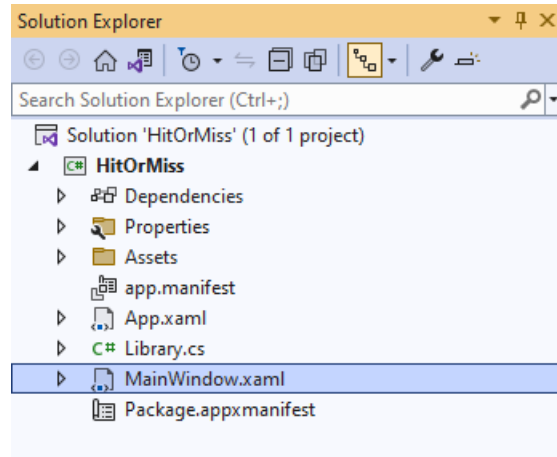 Solution Explorer
Search Solution Explorer (Ctrl+;)
Solution 'HitOrMiss' (1 of 1 project)
C# HitOrMiss
Dependencies
Properties
Assets
app.manifest
App.xaml
C# Library.cs
MainWindow.xaml
Package.appxmanifest